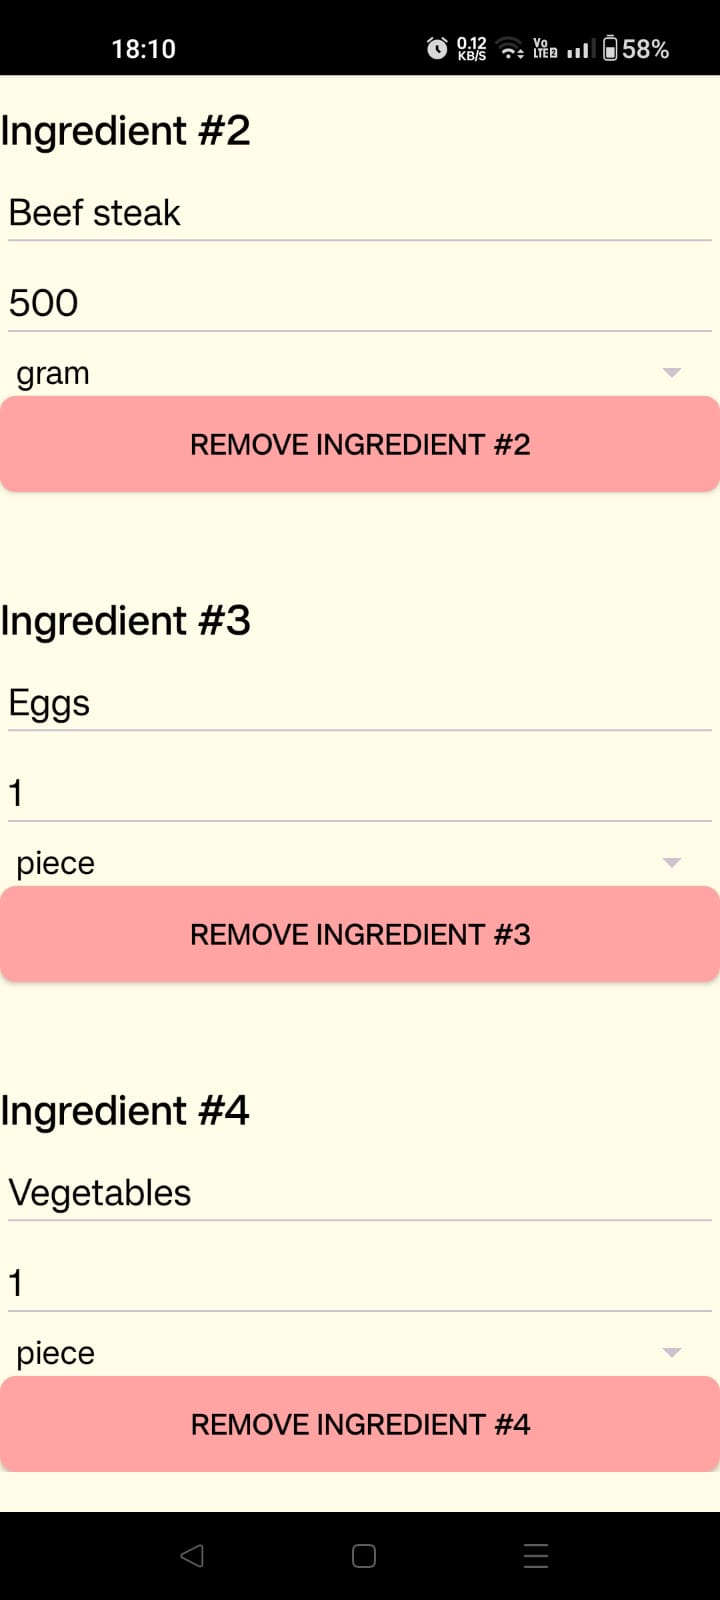 18:10 0.12 KB/S Vo LTE2 58%
Ingredient #2
Beef steak
500
gram
REMOVE INGREDIENT #2
Ingredient #3
Eggs
1
piece
REMOVE INGREDIENT #3
Ingredient #4
Vegetables
1
piece
REMOVE INGREDIENT #4